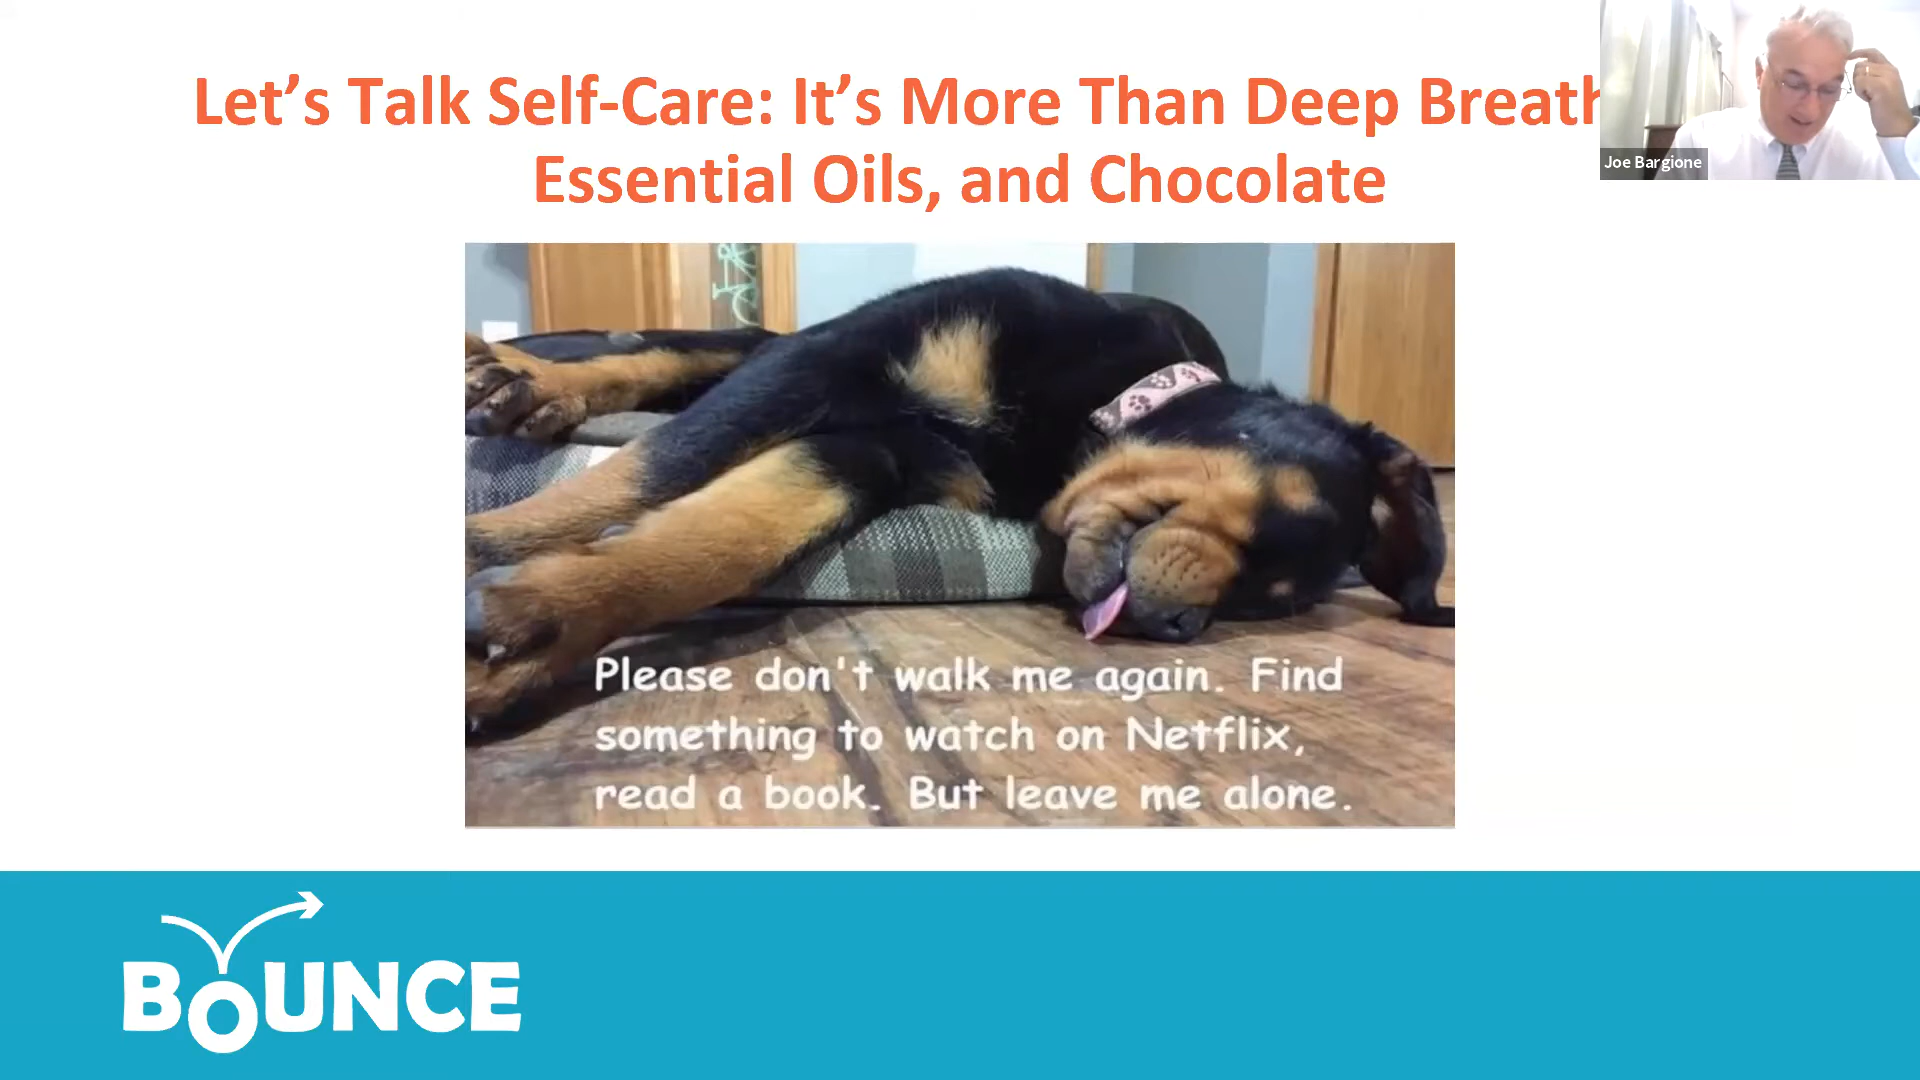 Let's Talk Self-Care: It's More Than Deep Breath
Essential Oils, and Chocolate
Joe Bargione
Please don't walk me again. Find
something to watch on Netflix,
read a book. But leave me alone.
BOUNCE